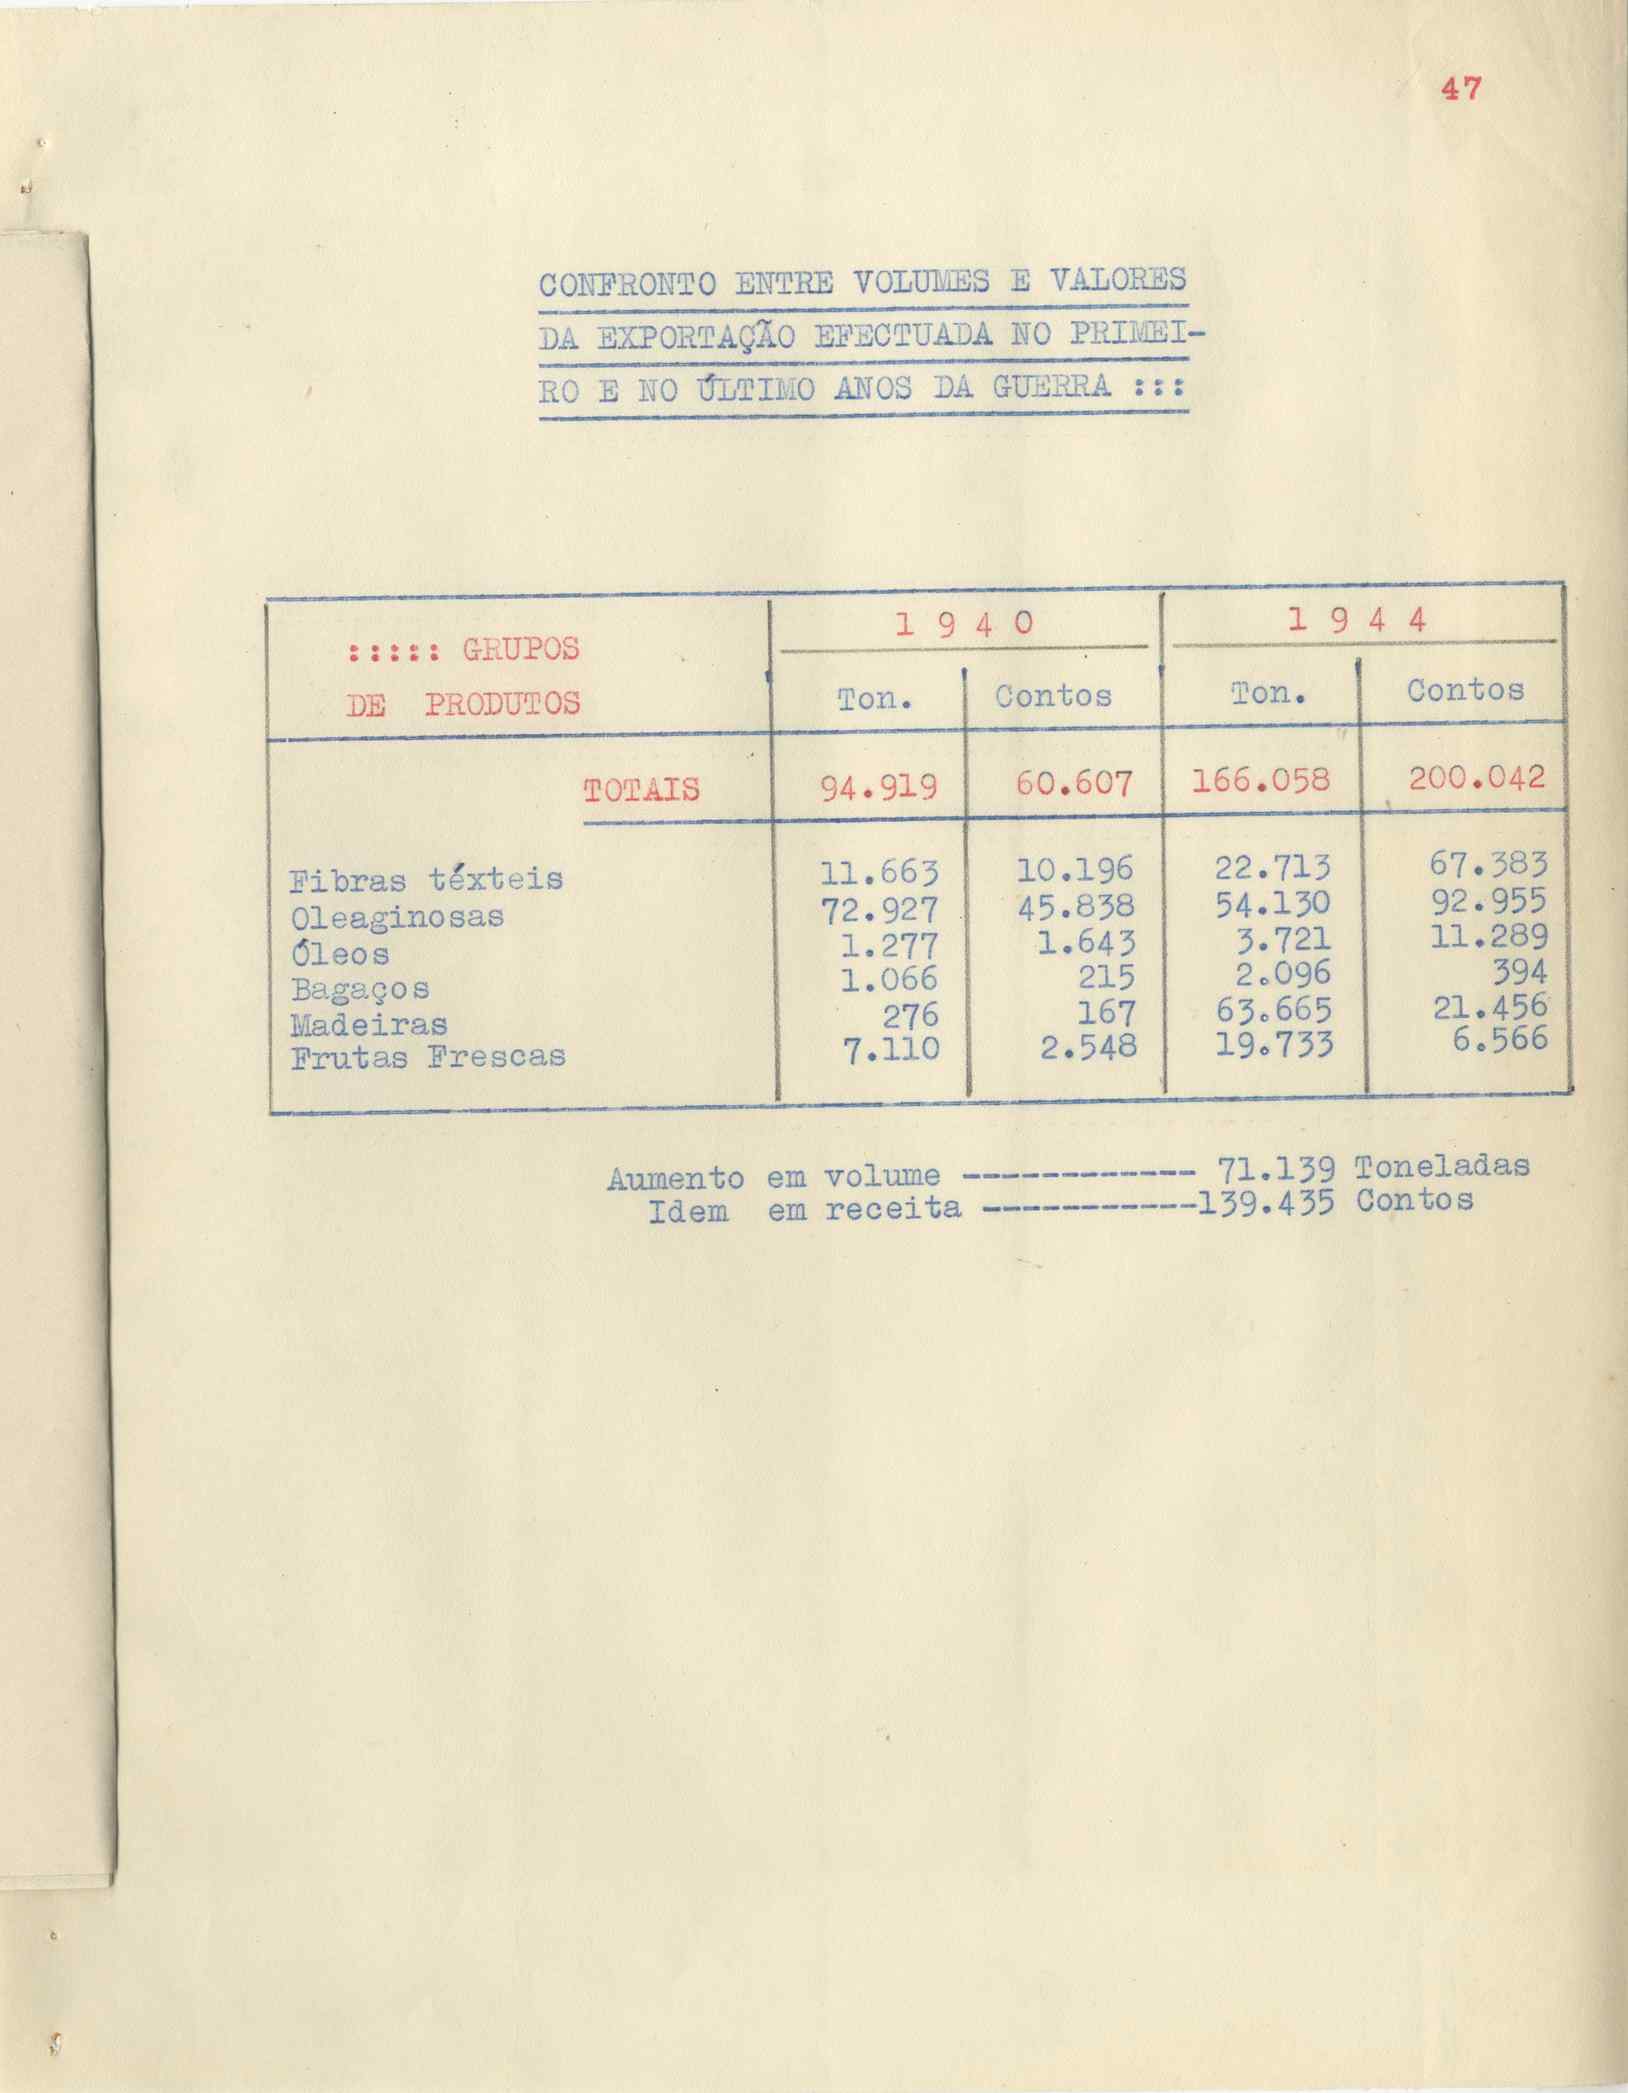 47
CONFRONTO ENTRE VOLUMES E VALORES
DA EXPORTAÇÃO EFECTUADA NO PRIMEI-
RO E NO ÚLTIMO ANOS DA GUERRA :::
::::: GRUPOS 1 9 4 0 1 9 4 4
DE PRODUTOS Ton. Contos Ton. Contos
TOTAIS 94.919 60.607 166.058 200.042
Fibras téxteis 11.663 10.196 22.713 67.383
Oleaginosas 72.927 45.838 54.130 92.955
Óleos 1.277 1.643 3.721 11.289
Bagaços 1.066 215 2.096 394
Madeiras 276 167 63.665 21.456
Frutas Frescas 7.110 2.548 19.733 6.566
Aumento em volume ------------ 71.139 Toneladas
Idem em receita -----------139.435 Contos